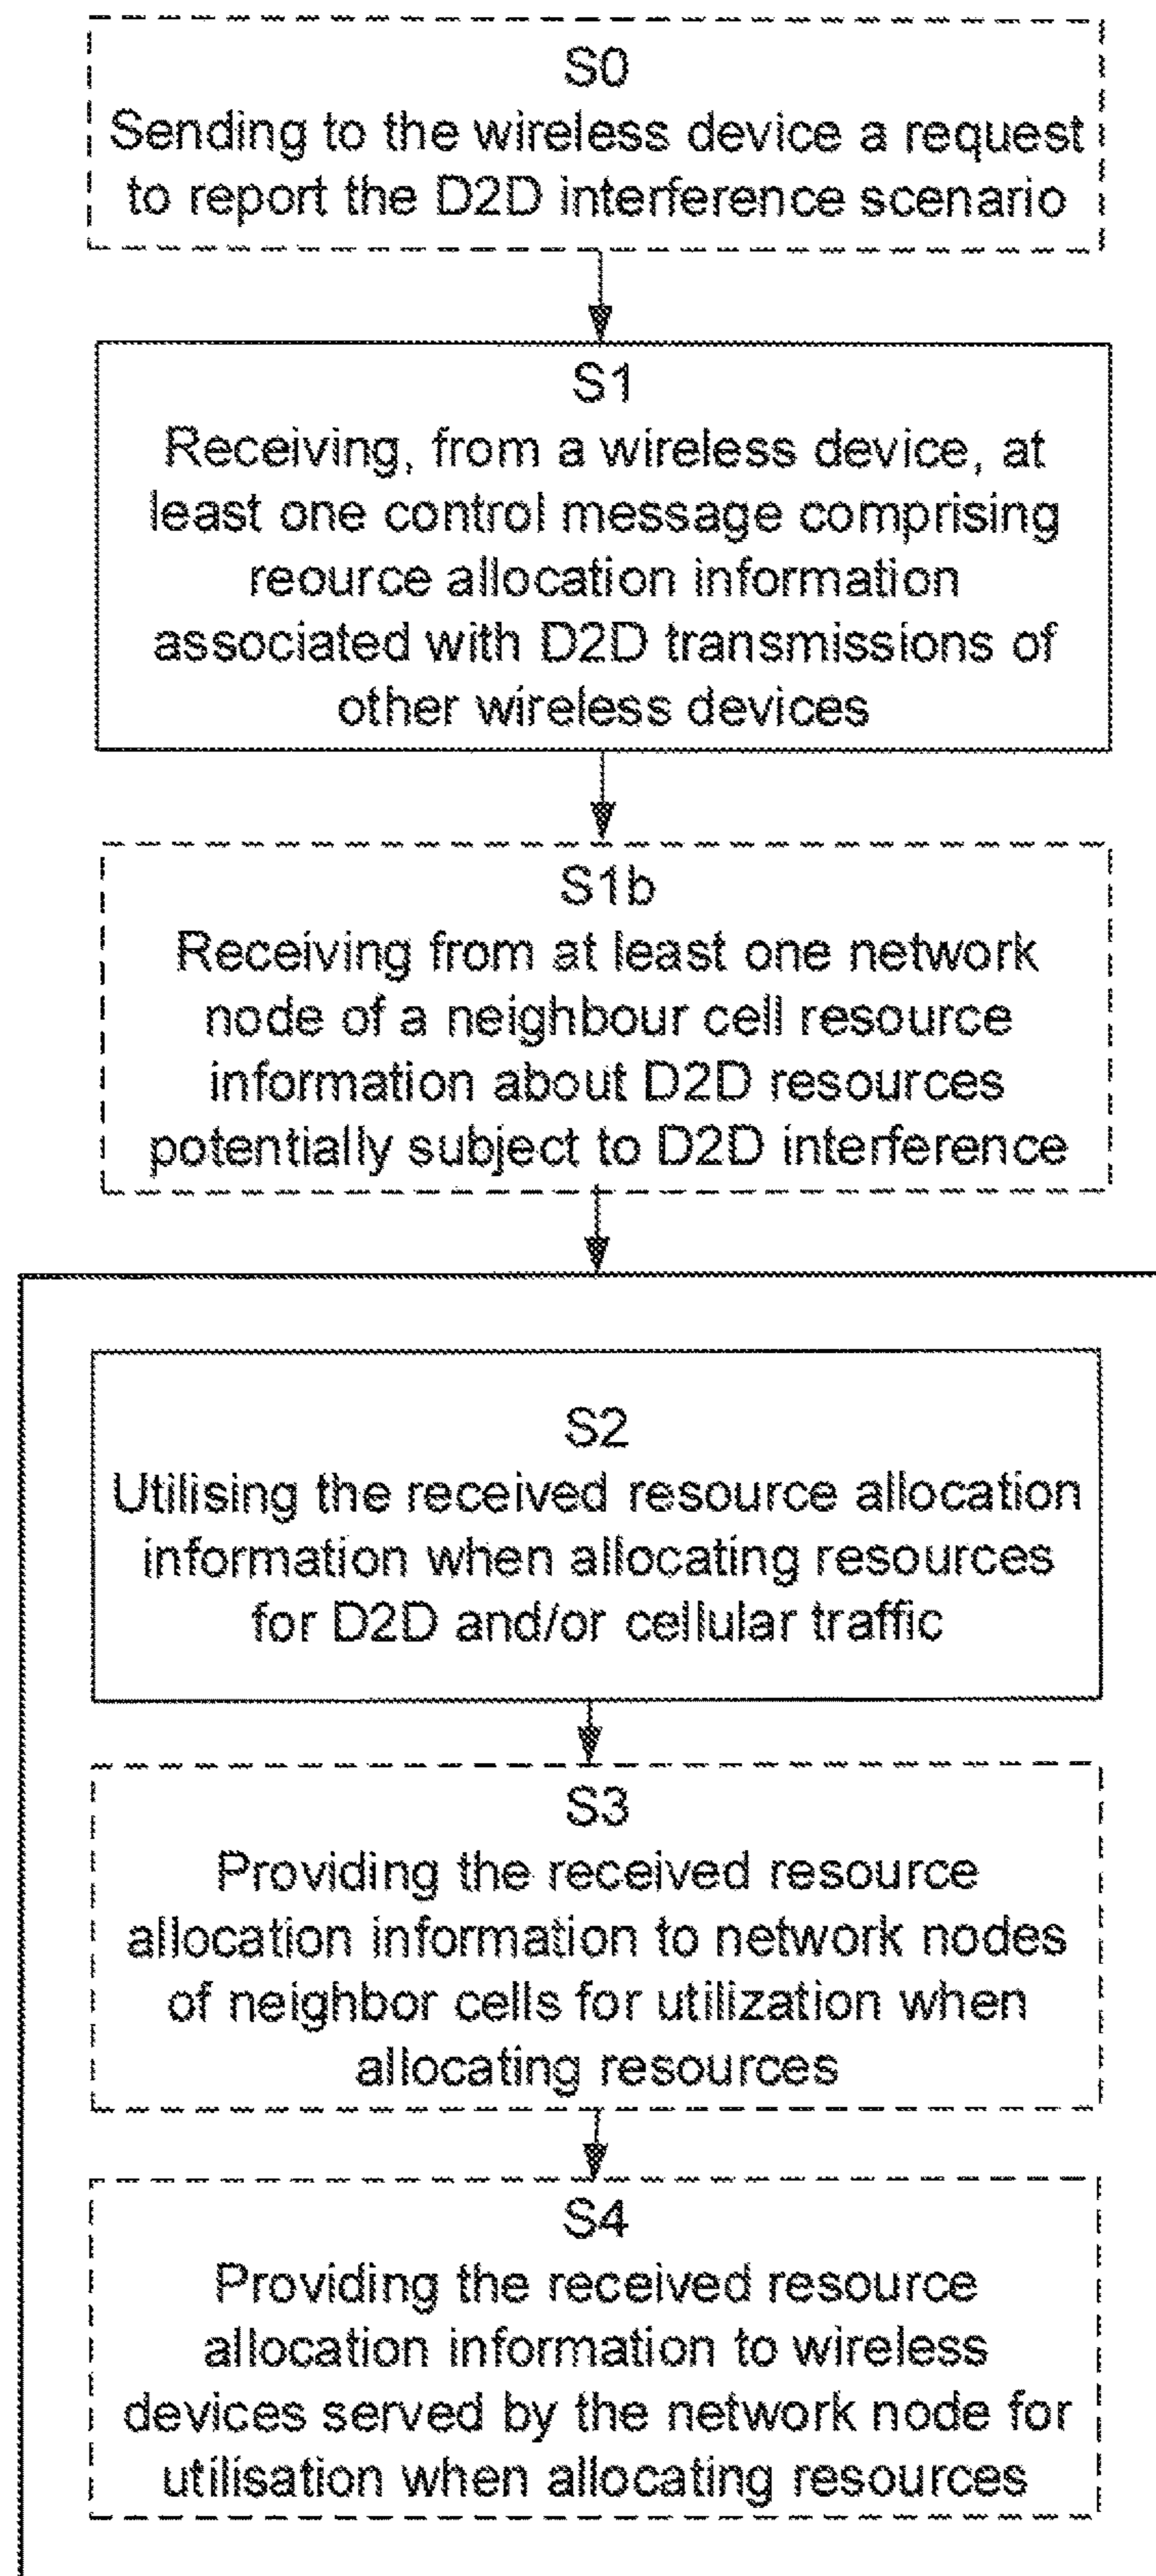 S0
Sending to the wireless device a request
to report the D2D interference scenario
S1
Receiving, from a wireless device, at
least one control message comprising
reource allocation information
associated with D2D transmissions of
other wireless devices
S1b
Receiving from at least one network
node of a neighbour cell resource
information about D2D resources
potentially subject to D2D interference
S2
Utilising the received resource allocation
information when allocating resources
for D2D and/or cellular traffic
S3
Providing the received resource
allocation information to network nodes
of neighbor cells for utilization when
allocating resources
S4
Providing the received resource
allocation information to wireless
devices served by the network node for
utilisation when allocating resources